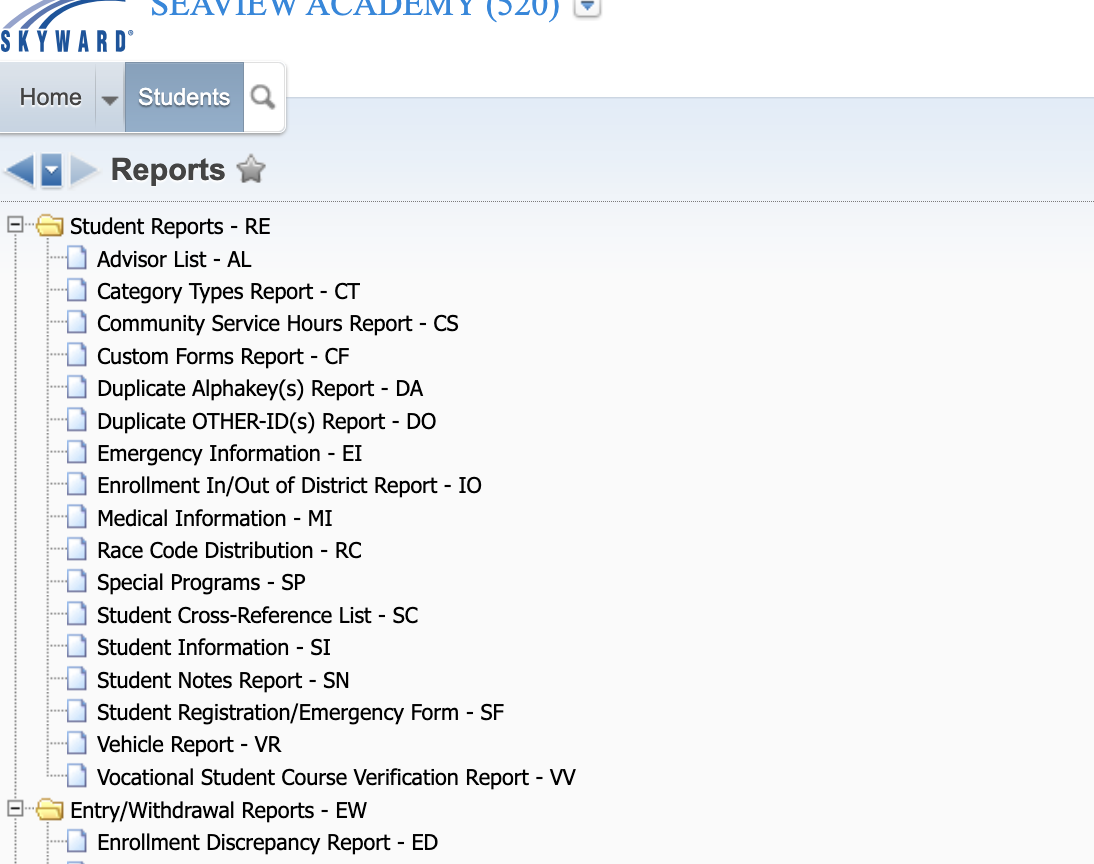 SEAVIEW ACADEMY (520)
SKYWARD®
Home
Students
Reports
Student Reports - RE
Advisor List - AL
Category Types Report - CT
Community Service Hours Report - CS
Custom Forms Report - CF
Duplicate Alphakey(s) Report - DA
Duplicate OTHER-ID(s) Report - DO
Emergency Information - EI
Enrollment In/Out of District Report - IO
Medical Information - MI
Race Code Distribution - RC
Special Programs - SP
Student Cross-Reference List - SC
Student Information - SI
Student Notes Report - SN
Student Registration/Emergency Form - SF
Vehicle Report - VR
Vocational Student Course Verification Report - VV
Entry/Withdrawal Reports - EW
Enrollment Discrepancy Report - ED